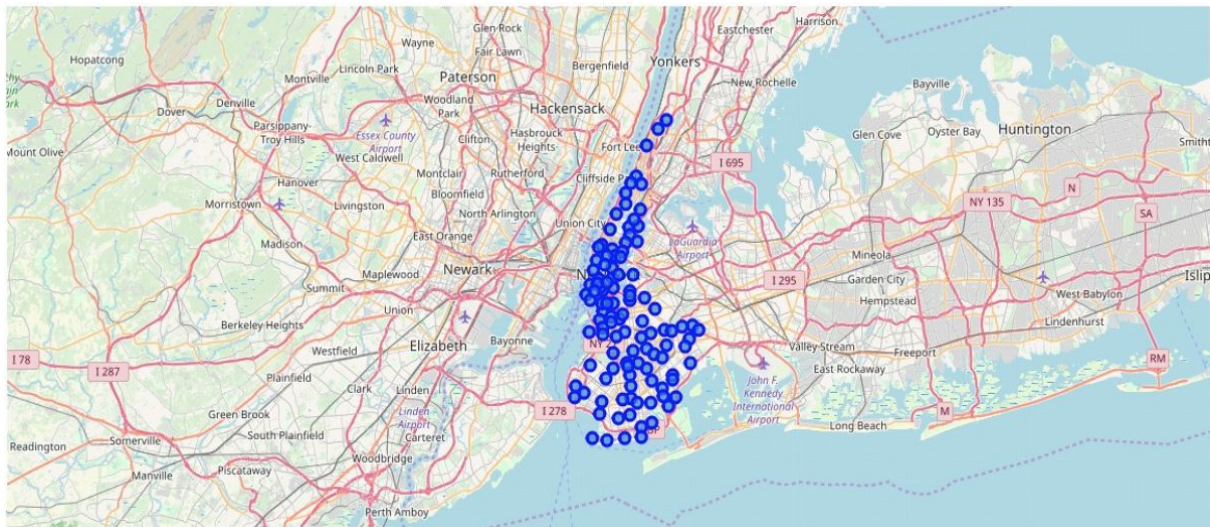 Harrison
Glen Rock
Eastchester
Hopatcong
Wayne
Fair Lawn
Bergenfield
Yonkers
Montville
Lincoln Park
Paterson
New Rochelle
Bayville
Dover
Denville
Woodland Park
Hackensack
Parsippany-Troy Hills
Essex County Airport
Clifton
Hasbrouck Heights
Fort Lee
Glen Cove
Oyster Bay
Huntington
Mount Olive
West Caldwell
I 695
Montclair
Rutherford
Cliffside
Hanover
Bloomfield
N
Morristown
Livingston
North Arlington
NY 135
SA
Union City
Madison
East Orange
LaGuardia Airport
Mineola
Maplewood
Newark
I 295
Garden City
Summit
Hempstead
West Babylon
Islip
Union
Berkeley Heights
Lindenhurst
Elizabeth
Bayonne
Valley Stream
Freeport
I 78
Westfield
East Rockaway
RM
I 287
Plainfield
Clark
Linden
John F. Kennedy International Airport
Green Brook
Linden Airport
I 278
M
South Plainfield
Carteret
Long Beach
Readington
Somerville
Piscataway
Manville
Woodbridge
Perth Amboy